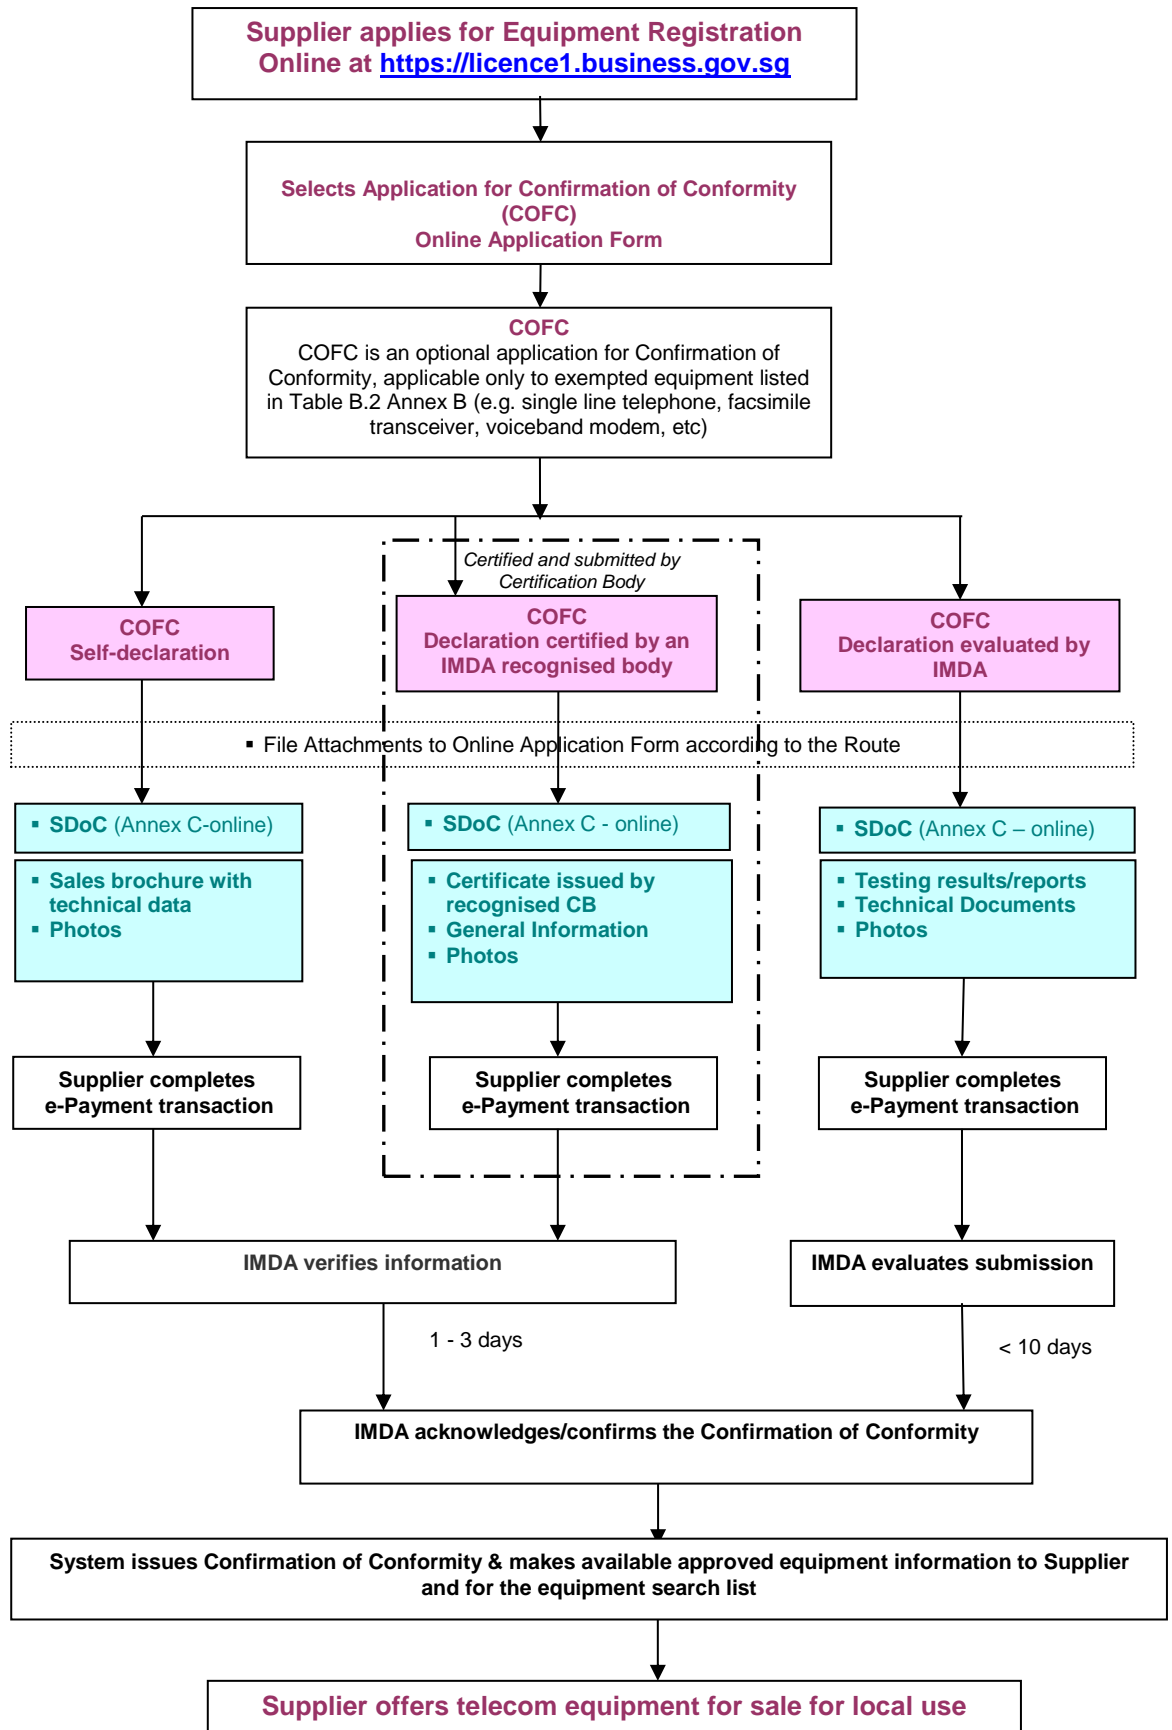 Supplier applies for Equipment Registration
Online at https://licence1.business.gov.sg
Selects Application for Confirmation of Conformity
(COFC)
Online Application Form
COFC
COFC is an optional application for Confirmation of
Conformity, applicable only to exempted equipment listed
in Table B.2 Annex B (e.g. single line telephone, facsimile
transceiver, voiceband modem, etc)
Certified and submitted by
Certification Body
COFC
Self-declaration
COFC
Declaration certified by an
IMDA recognised body
COFC
Declaration evaluated by
IMDA
▪ File Attachments to Online Application Form according to the Route
▪ SDoC (Annex C-online)
▪ Sales brochure with
technical data
▪ Photos
▪ SDoC (Annex C - online)
▪ Certificate issued by
recognised CB
▪ General Information
▪ Photos
▪ SDoC (Annex C – online)
▪ Testing results/reports
▪ Technical Documents
▪ Photos
Supplier completes
e-Payment transaction
Supplier completes
e-Payment transaction
Supplier completes
e-Payment transaction
IMDA verifies information
IMDA evaluates submission
1 - 3 days
< 10 days
IMDA acknowledges/confirms the Confirmation of Conformity
System issues Confirmation of Conformity & makes available approved equipment information to Supplier
and for the equipment search list
Supplier offers telecom equipment for sale for local use